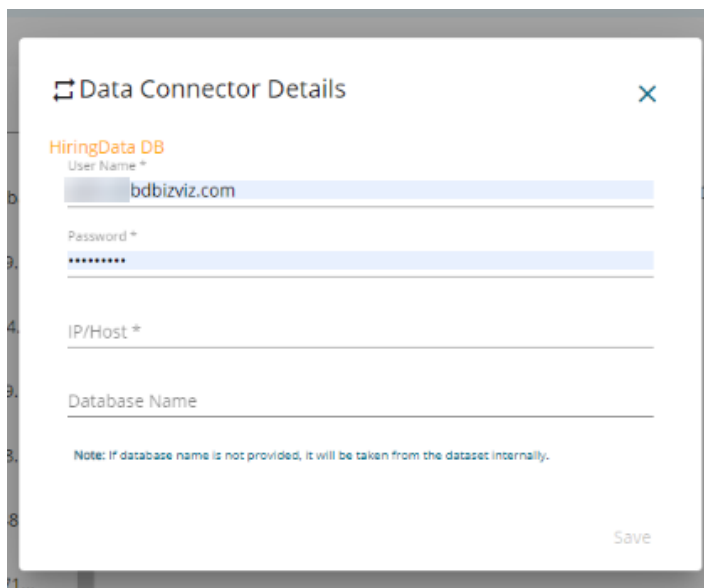 Data Connector Details
HiringData DB
User Name *
bdbizviz.com
Password *
•••••••••
IP/Host *
Database Name
Note: If database name is not provided, it will be taken from the dataset internally.
Save